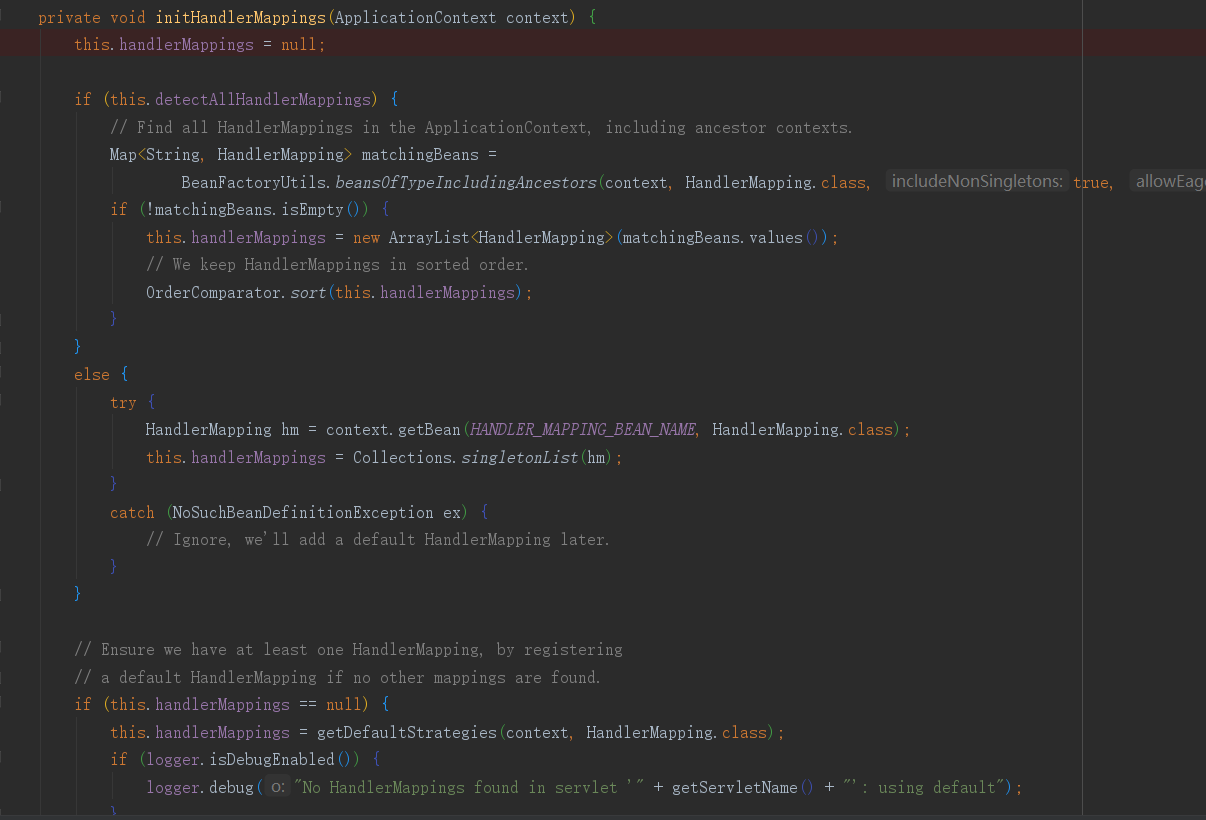 private void initHandlerMappings(ApplicationContext context) {
this.handlerMappings = null;
if (this.detectAllHandlerMappings) {
// Find all HandlerMappings in the ApplicationContext, including ancestor contexts.
Map<String, HandlerMapping> matchingBeans =
BeanFactoryUtils.beansOfTypeIncludingAncestors(context, HandlerMapping.class, includeNonSingletons: true, allowEag
if (!matchingBeans.isEmpty()) {
this.handlerMappings = new ArrayList<HandlerMapping>(matchingBeans.values());
// We keep HandlerMappings in sorted order.
OrderComparator.sort(this.handlerMappings);
}
}
else {
try {
HandlerMapping hm = context.getBean(HANDLER_MAPPING_BEAN_NAME, HandlerMapping.class);
this.handlerMappings = Collections.singletonList(hm);
}
catch (NoSuchBeanDefinitionException ex) {
// Ignore, we'll add a default HandlerMapping later.
}
}
// Ensure we have at least one HandlerMapping, by registering
// a default HandlerMapping if no other mappings are found.
if (this.handlerMappings == null) {
this.handlerMappings = getDefaultStrategies(context, HandlerMapping.class);
if (logger.isDebugEnabled()) {
logger.debug( o: "No HandlerMappings found in servlet '" + getServletName() + "': using default");
}